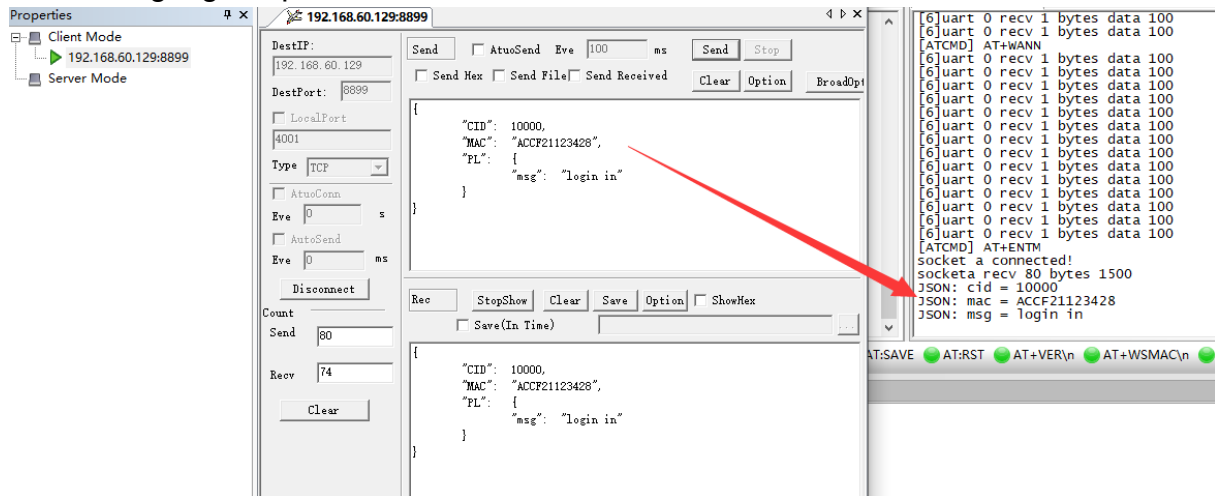 Properties
Client Mode
192.168.60.129:8899
Server Mode
192.168.60.129:8899
DestIP:
192.168.60.129
DestPort: 8899
LocalPort
4001
Type TCP
AtuoConn
Eve 0 s
AutoSend
Eve 0 ms
Disconnect
Count
Send 80
Recv 74
Clear
Send AtuoSend Eve 100 ms Send Stop
Send Hex Send File Send Received Clear Option BroadOpt
{
"CID": 10000,
"MAC": "ACCF21123428",
"PL": {
"msg": "login in"
}
}
Rec StopShow Clear Save Option ShowHex
Save(In Time) ...
{
"CID": 10000,
"MAC": "ACCF21123428",
"PL": {
"msg": "login in"
}
}
[6]uart 0 recv 1 bytes data 100
[6]uart 0 recv 1 bytes data 100
[ATCMD] AT+WANN
[6]uart 0 recv 1 bytes data 100
[6]uart 0 recv 1 bytes data 100
[6]uart 0 recv 1 bytes data 100
[6]uart 0 recv 1 bytes data 100
[6]uart 0 recv 1 bytes data 100
[6]uart 0 recv 1 bytes data 100
[6]uart 0 recv 1 bytes data 100
[6]uart 0 recv 1 bytes data 100
[6]uart 0 recv 1 bytes data 100
[6]uart 0 recv 1 bytes data 100
[6]uart 0 recv 1 bytes data 100
[6]uart 0 recv 1 bytes data 100
[6]uart 0 recv 1 bytes data 100
[6]uart 0 recv 1 bytes data 100
[ATCMD] AT+ENTM
socket a connected!
socketa recv 80 bytes 1500
JSON: cid = 10000
JSON: mac = ACCF21123428
JSON: msg = login in
AT:SAVE AT:RST AT+VER\n AT+WSMAC\n